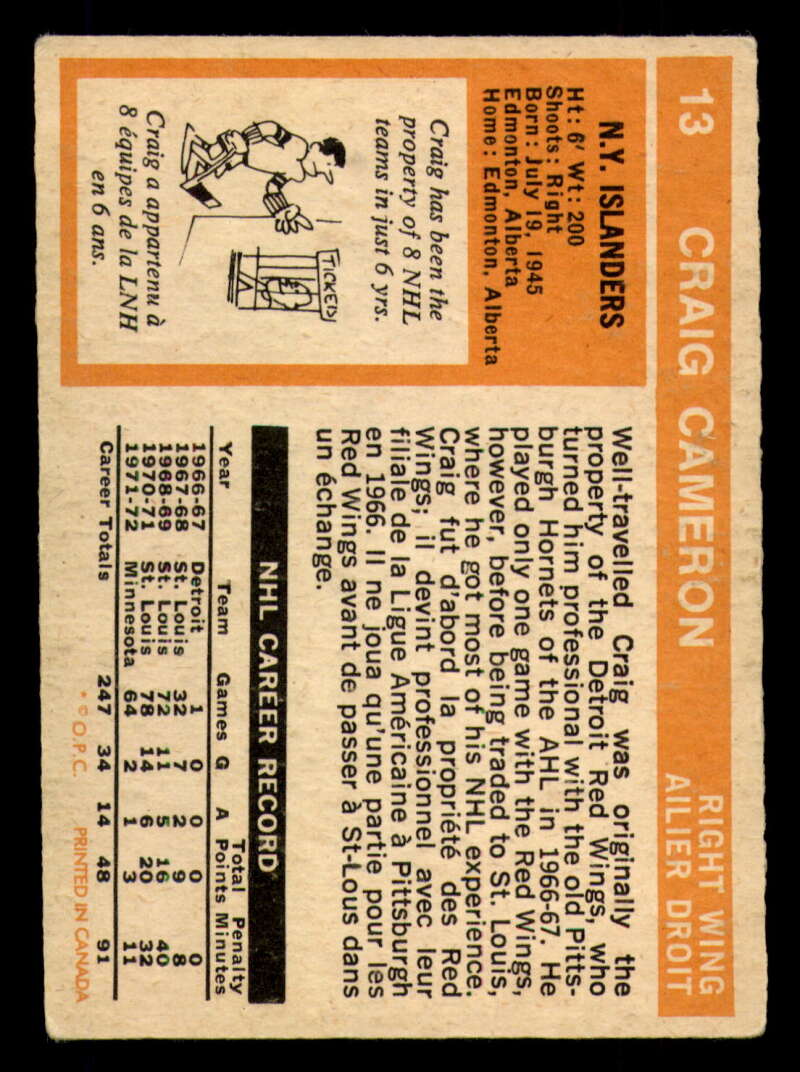 13 CRAIG CAMERON RIGHT WING
AILIER DROIT
N.Y. ISLANDERS
Ht: 6' Wt: 200
Shoots: Right
Born: July 19, 1945
Edmonton, Alberta
Home: Edmonton, Alberta
Craig has been the
property of 8 NHL
teams in just 6 yrs.
TICKETS
Craig a appartenu à
8 équipes de la LNH
en 6 ans.
Well-travelled Craig was originally the
property of the Detroit Red Wings, who
turned him professional with the old Pitts-
burgh Hornets of the AHL in 1966-67. He
played only one game with the Red Wings,
however, before being traded to St. Louis,
where he got most of his NHL experience.
Craig fut d'abord la propriété des Red
Wings; il devint professionnel avec leur
filiale de la Ligue Américaine à Pittsburgh
en 1966. Il ne joua qu'une partie pour les
Red Wings avant de passer à St-Lous dans
un échange.
NHL CAREER RECORD
Total Penalty
Year Team Games G A Points Minutes
1966-67 Detroit 1 0 0 0 0
1967-68 St. Louis 32 7 2 9 8
1968-69 St. Louis 72 11 5 16 40
1970-71 St. Louis 78 14 6 20 32
1971-72 Minnesota 64 2 1 3 11
Career Totals 247 34 14 48 91
* © O.P.C. PRINTED IN CANADA